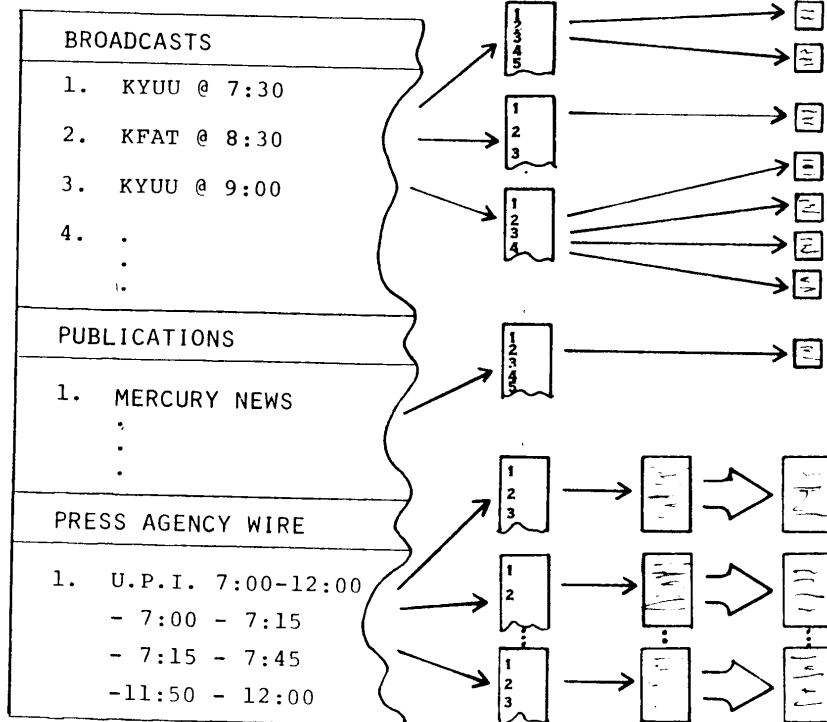 BROADCASTS
1. KYUU @ 7:30
2. KFAT @ 8:30
3. KYUU @ 9:00
4. .
.
.
PUBLICATIONS
1. MERCURY NEWS
.
.
.
PRESS AGENCY WIRE
1. U.P.I. 7:00-12:00
- 7:00 - 7:15
- 7:15 - 7:45
-11:50 - 12:00
1
2
3
4
5
1
2
3
1
2
3
4
1
2
3
4
5
1
2
3
1
2
1
2
3